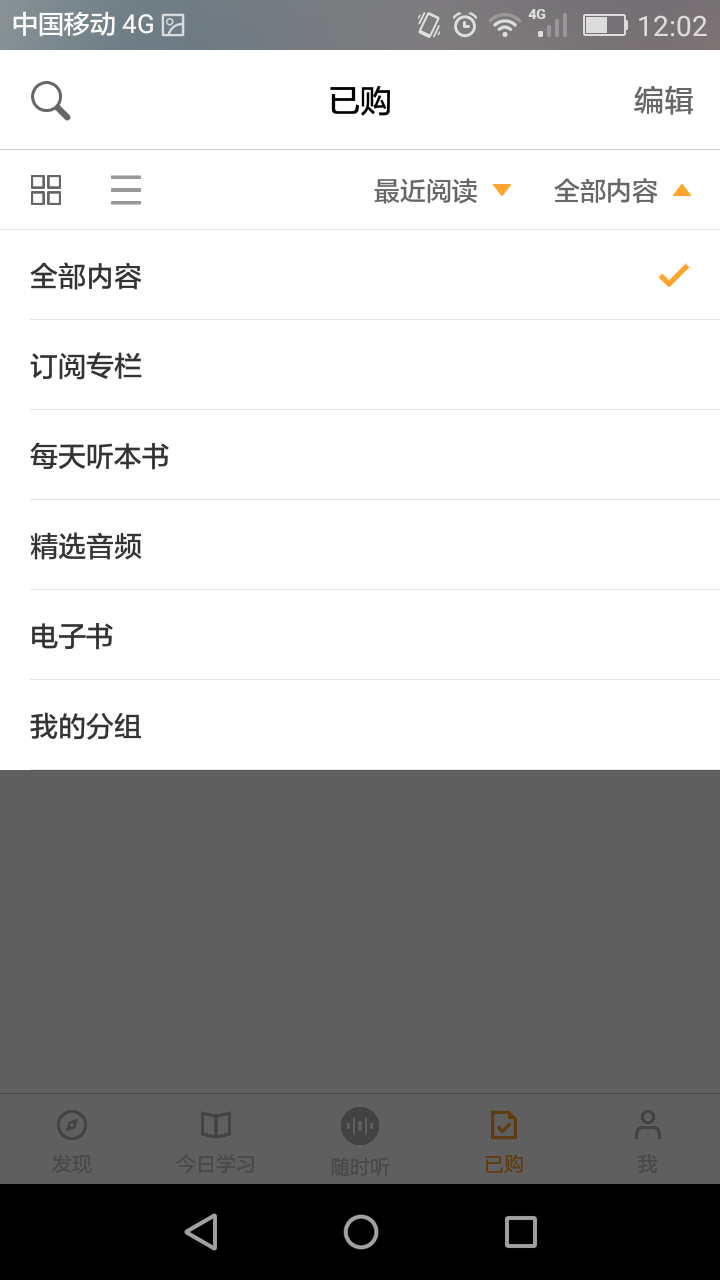 中国移动 4G 4G 12:02
已购 编辑
最近阅读 全部内容
全部内容
订阅专栏
每天听本书
精选音频
电子书
我的分组
发现 今日学习 随时听 已购 我